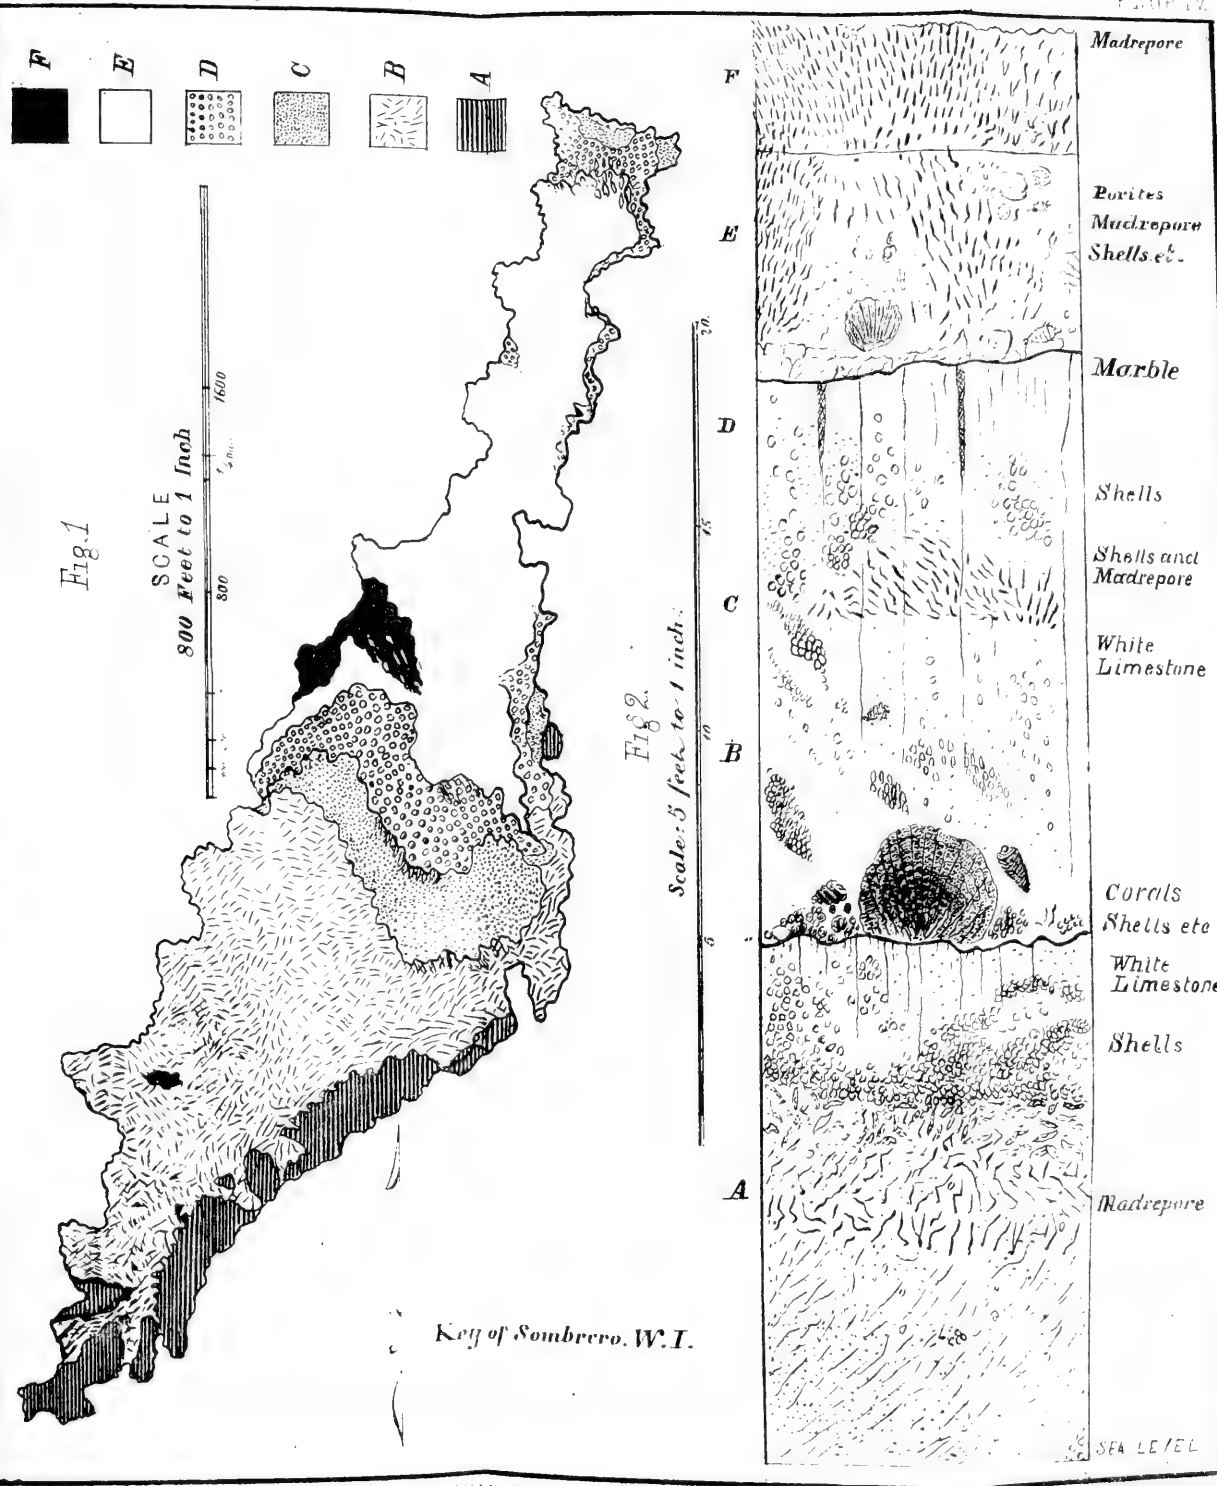 F
E
D
C
B
A
Fig.1
SCALE
800 Feet to 1 Inch
1600
800
Key of Sombrero. W.I.
Fig 2.
Scale: 5 feet to 1 inch.
20.
15
10
5
F
E
D
C
B
A
Madrepore
Porites
Madrepore
Shells. etc.
Marble
Shells
Shells and
Madrepore
White
Limestone
Corals
Shells etc
White
Limestone
Shells
Madrepore
SEA LEVEL